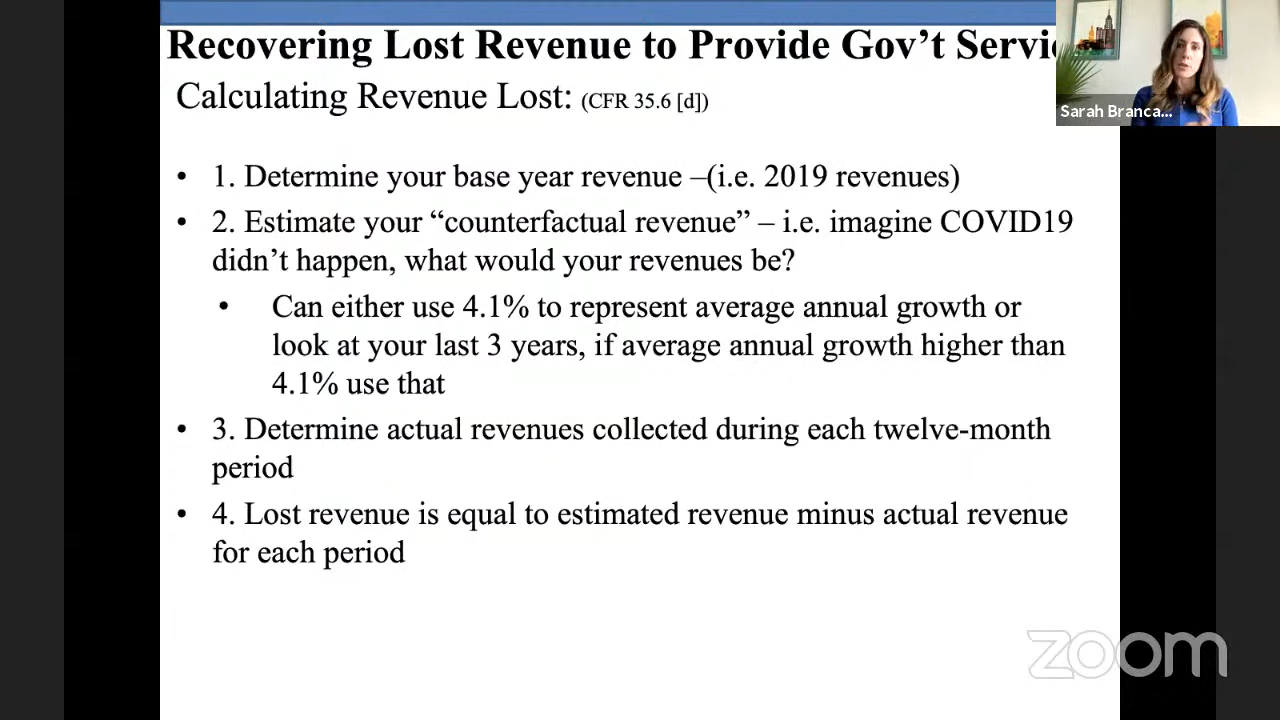 Recovering Lost Revenue to Provide Gov’t Servi
Calculating Revenue Lost: (CFR 35.6 [d])
Sarah Branca...
• 1. Determine your base year revenue –(i.e. 2019 revenues)
• 2. Estimate your “counterfactual revenue” – i.e. imagine COVID19
didn’t happen, what would your revenues be?
• Can either use 4.1% to represent average annual growth or
look at your last 3 years, if average annual growth higher than
4.1% use that
• 3. Determine actual revenues collected during each twelve-month
period
• 4. Lost revenue is equal to estimated revenue minus actual revenue
for each period
zoom